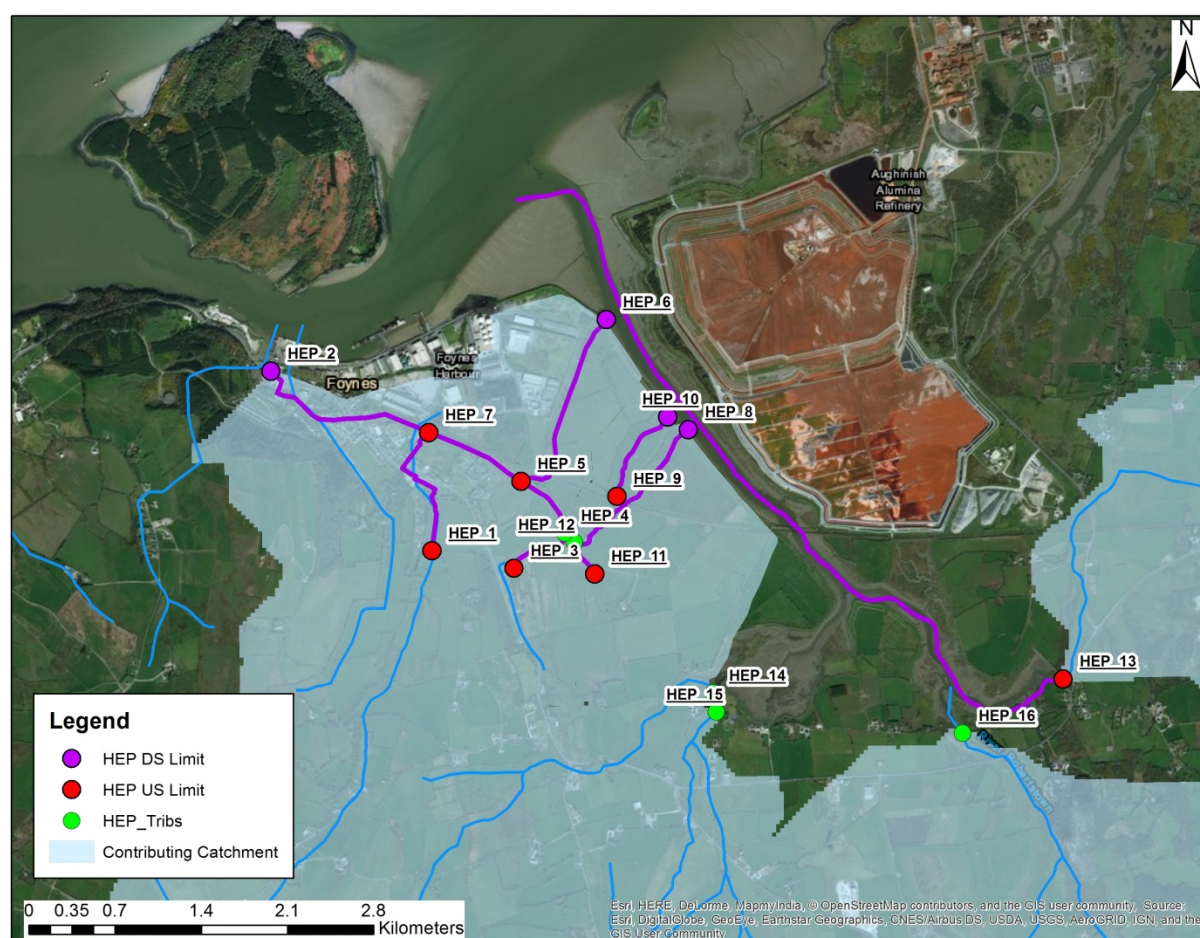 N
Aughinish
Alumina
Refinery
HEP_6
HEP_2
Foynes
Harbour
Foynes
HEP_10
HEP_8
HEP_7
HEP_5
HEP_9
HEP_12
HEP_4
HEP_1
HEP_3
HEP_11
HEP_14
HEP_13
HEP_15
HEP_16
Legend
HEP DS Limit
HEP US Limit
HEP_Tribs
Contributing Catchment
0 0.35 0.7 1.4 2.1 2.8
Kilometers
Esri, HERE, DeLorme, MapmyIndia, © OpenStreetMap contributors, and the GIS user community, Source:
Esri, DigitalGlobe, GeoEye, Earthstar Geographics, CNES/Airbus DS, USDA, USGS, AeroGRID, IGN, and the
GIS User Community